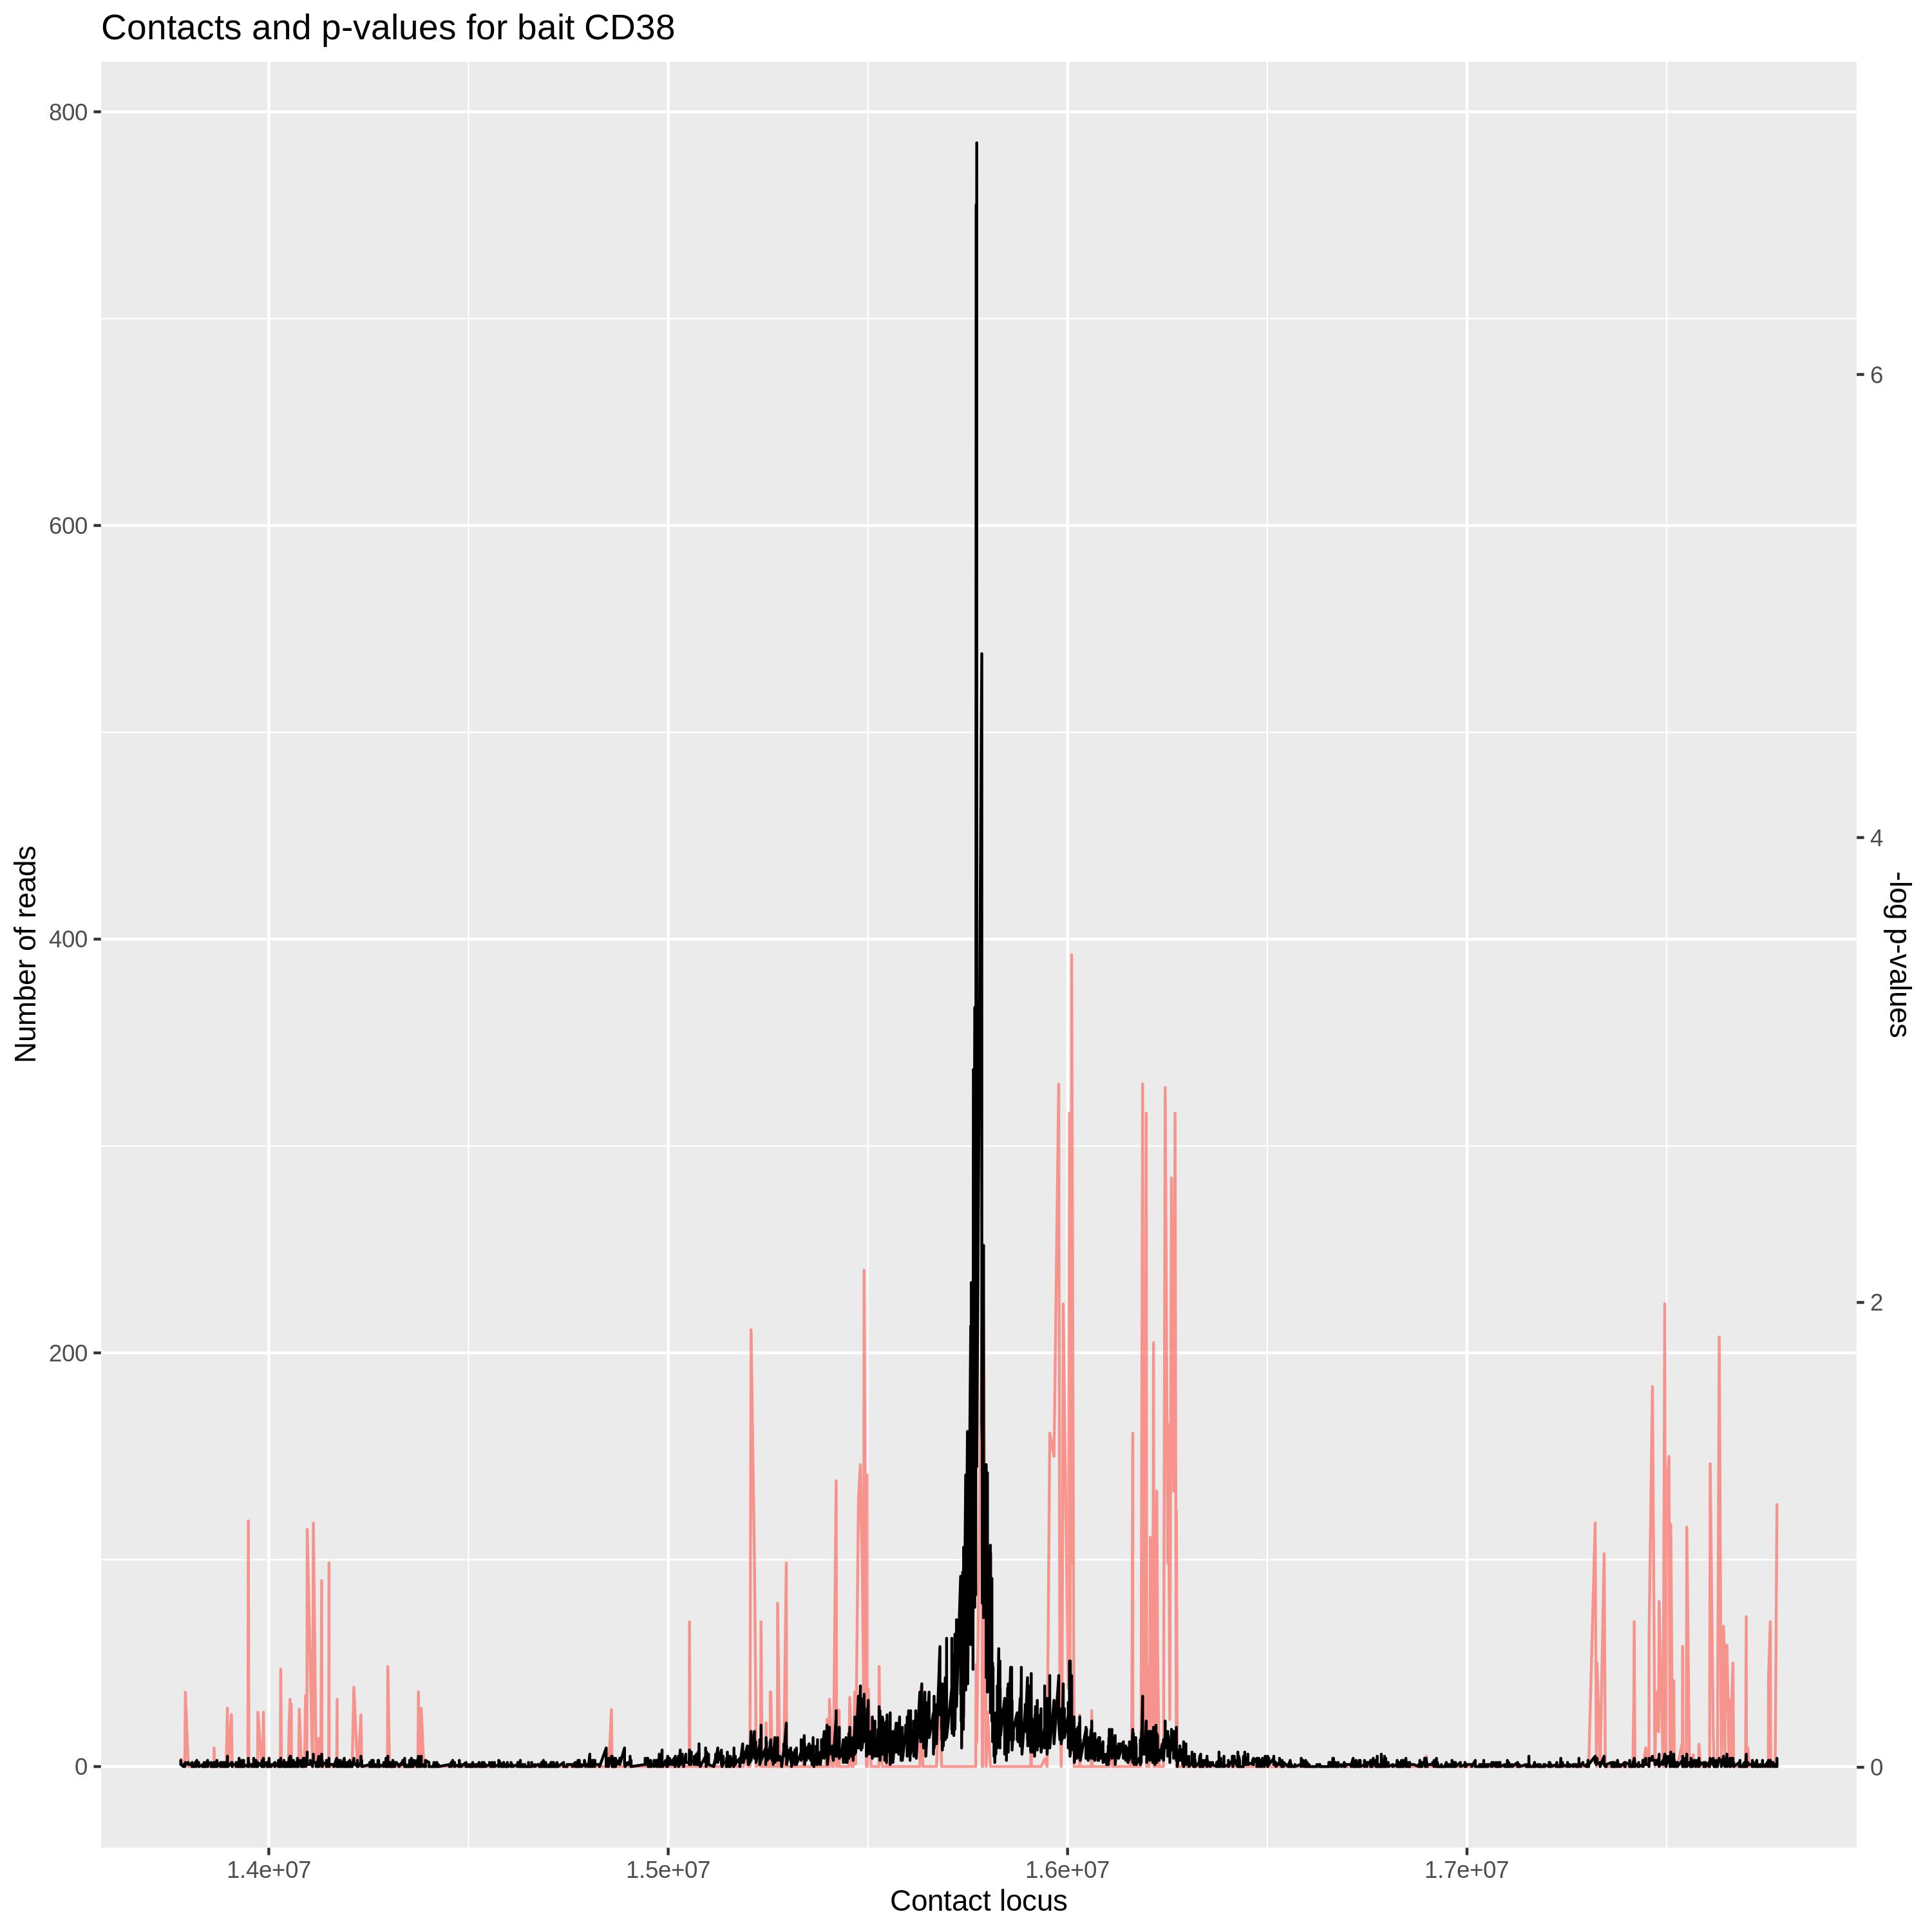 Contacts and p-values for bait CD38
800
600
400
200
0
Number of reads
6
4
2
0
-log p-values
1.4e+07
1.5e+07
1.6e+07
1.7e+07
Contact locus